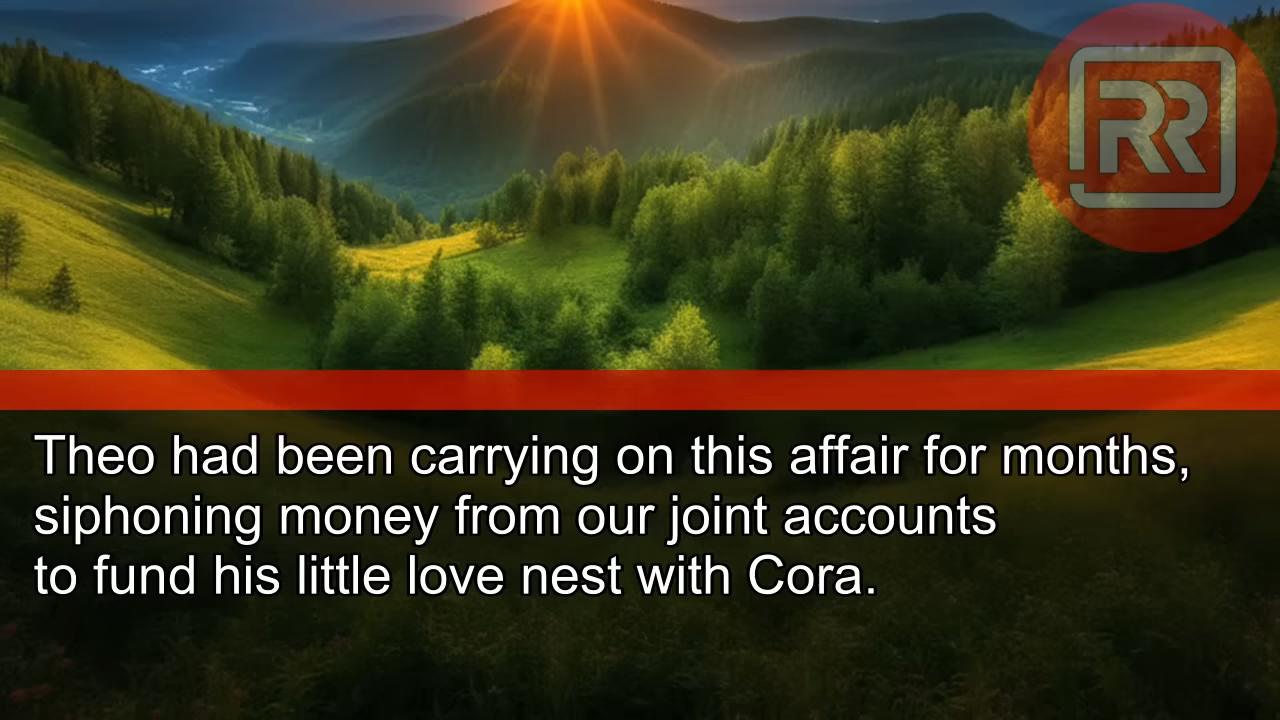 RR
Theo had been carrying on this affair for months,
siphoning money from our joint accounts
to fund his little love nest with Cora.